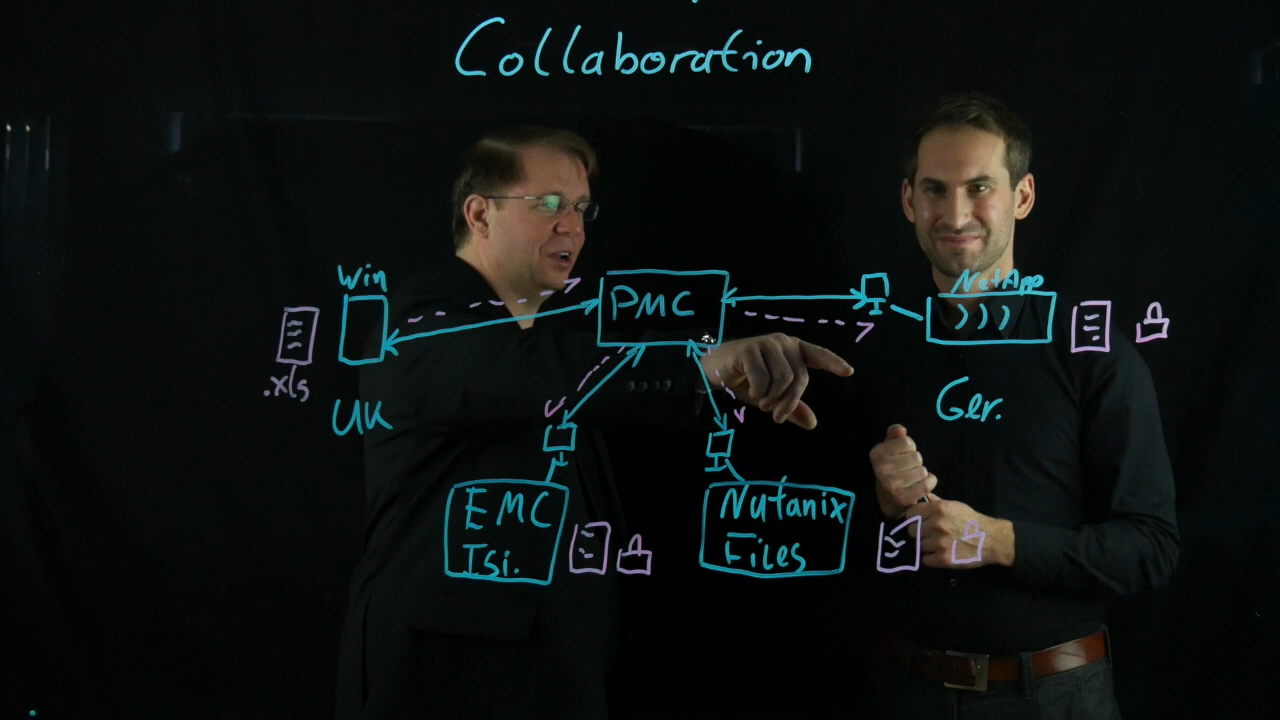 Collaboration
Win
PMC
NetApp
.xls
UK
Ger.
EMC
Isi.
Nutanix
Files